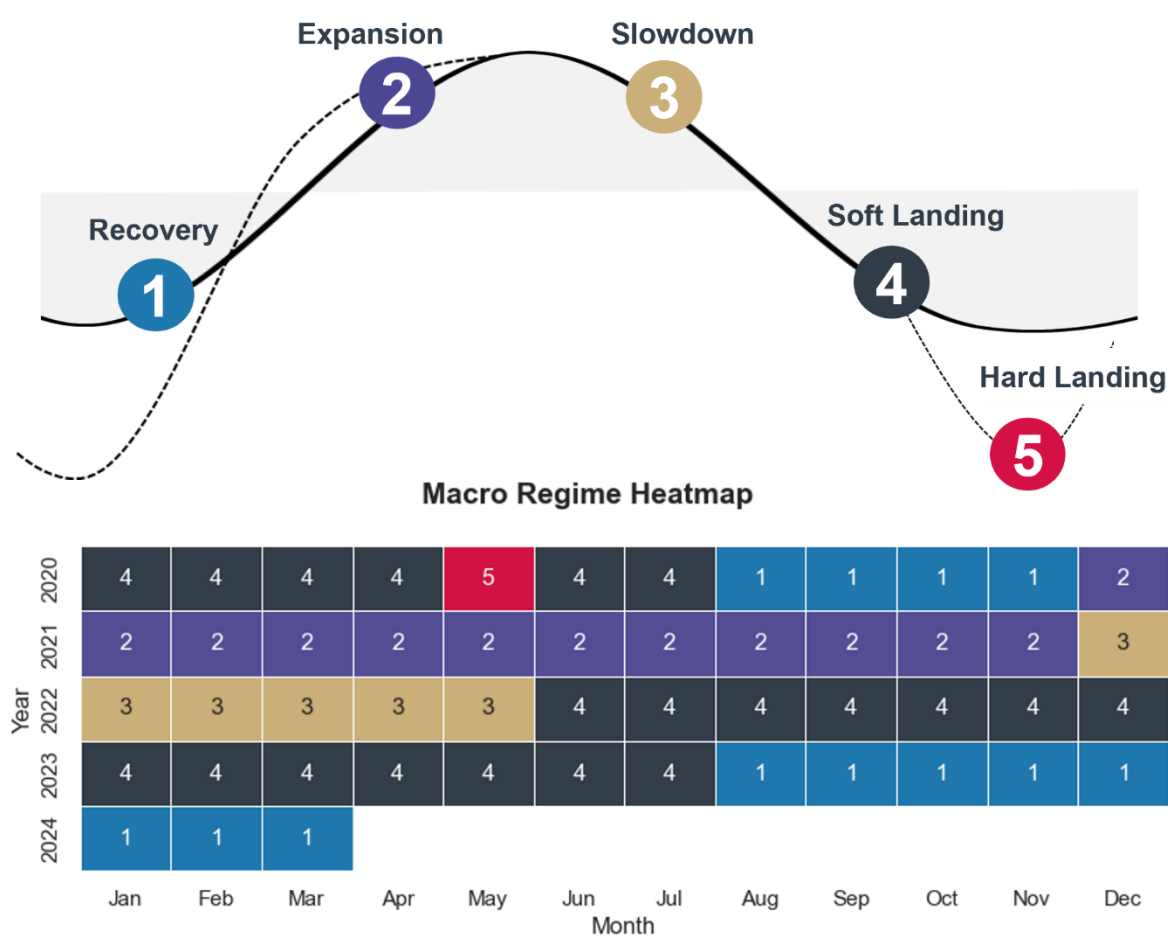 Expansion
Slowdown
2
3
Recovery
Soft Landing
1
4
Hard Landing
5
Macro Regime Heatmap
Year
2020 4 4 4 4 5 4 4 1 1 1 1 2
2021 2 2 2 2 2 2 2 2 2 2 2 3
2022 3 3 3 3 3 4 4 4 4 4 4 4
2023 4 4 4 4 4 4 4 1 1 1 1 1
2024 1 1 1
Jan Feb Mar Apr May Jun Jul Aug Sep Oct Nov Dec
Month